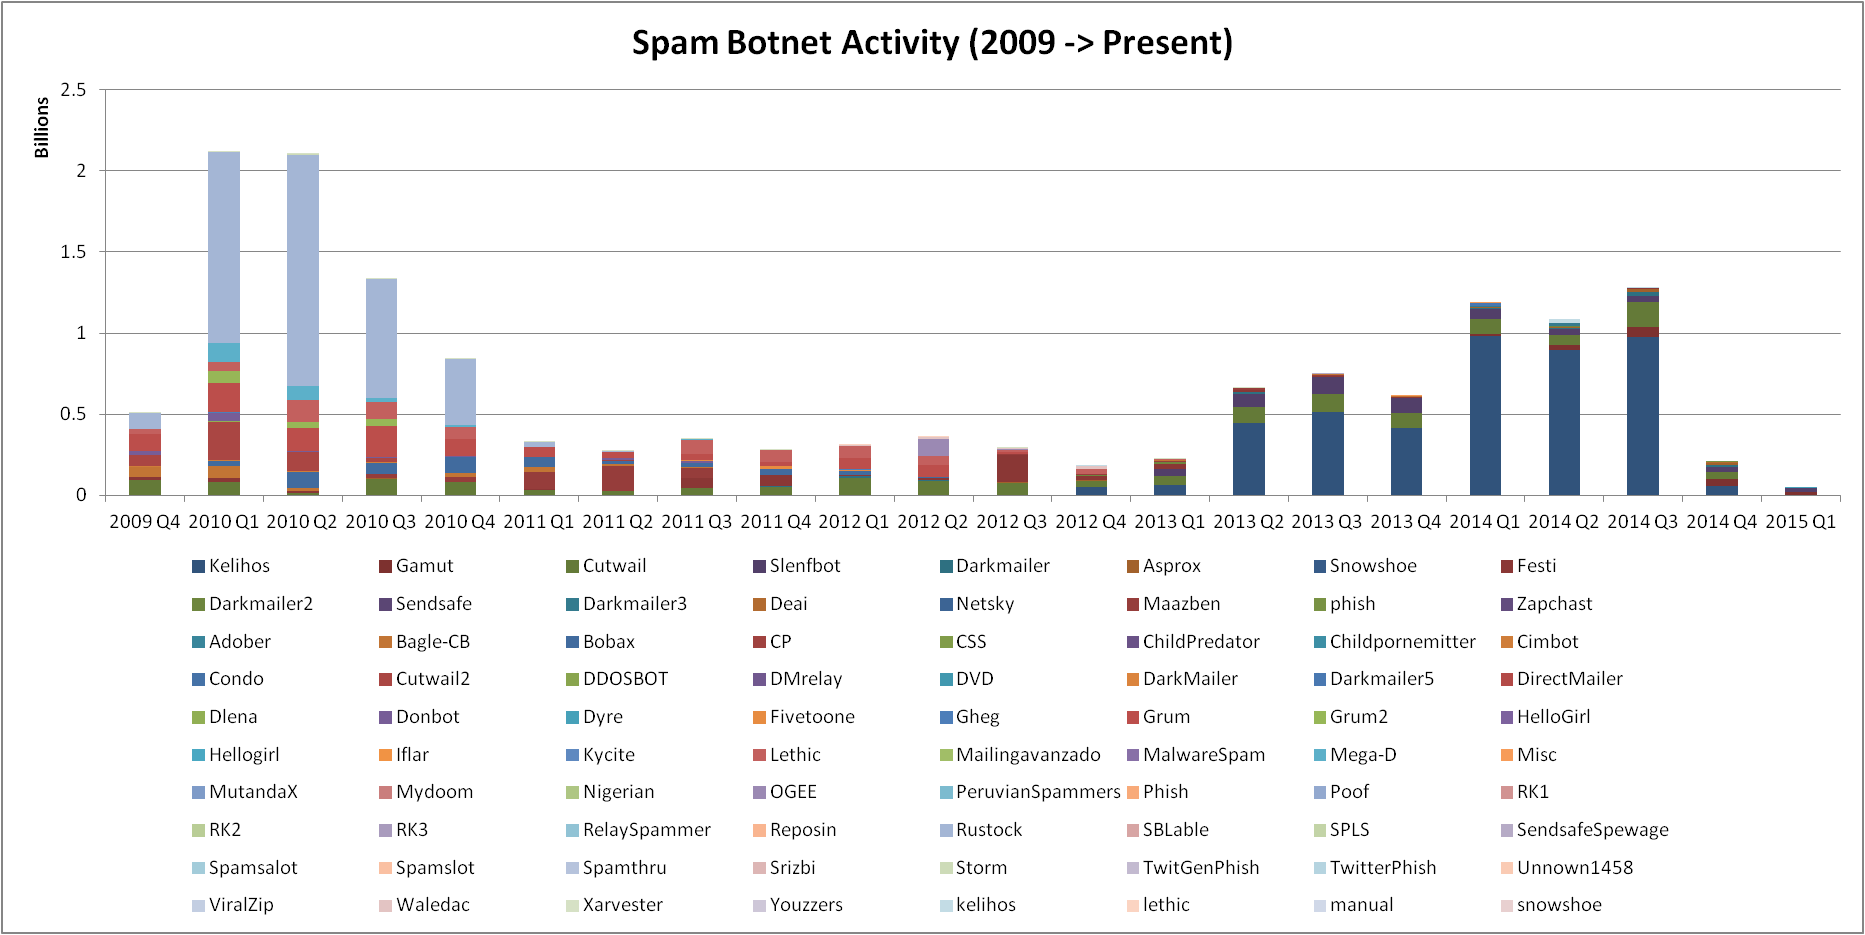 Spam Botnet Activity (2009 -> Present)
Billions
2.5
2
1.5
1
0.5
0
2009 Q4 2010 Q1 2010 Q2 2010 Q3 2010 Q4 2011 Q1 2011 Q2 2011 Q3 2011 Q4 2012 Q1 2012 Q2 2012 Q3 2012 Q4 2013 Q1 2013 Q2 2013 Q3 2013 Q4 2014 Q1 2014 Q2 2014 Q3 2014 Q4 2015 Q1
Kelihos Gamut Cutwail Slenfbot Darkmailer Asprox Snowshoe Festi
Darkmailer2 Sendsafe Darkmailer3 Deai Netsky Maazben phish Zapchast
Adober Bagle-CB Bobax CP CSS ChildPredator Childpornemitter Cimbot
Condo Cutwail2 DDOSBOT DMrelay DVD DarkMailer Darkmailer5 DirectMailer
Dlena Donbot Dyre Fivetoone Gheg Grum Grum2 HelloGirl
Hellogirl Iflar Kycite Lethic Mailingavanzado MalwareSpam Mega-D Misc
MutandaX Mydoom Nigerian OGEE PeruvianSpammers Phish Poof RK1
RK2 RK3 RelaySpammer Reposin Rustock SBLable SPLS SendsafeSpewage
Spamsalot Spamslot Spamthru Srizbi Storm TwitGenPhish TwitterPhish Unnown1458
ViralZip Waledac Xarvester Youzzers kelihos lethic manual snowshoe